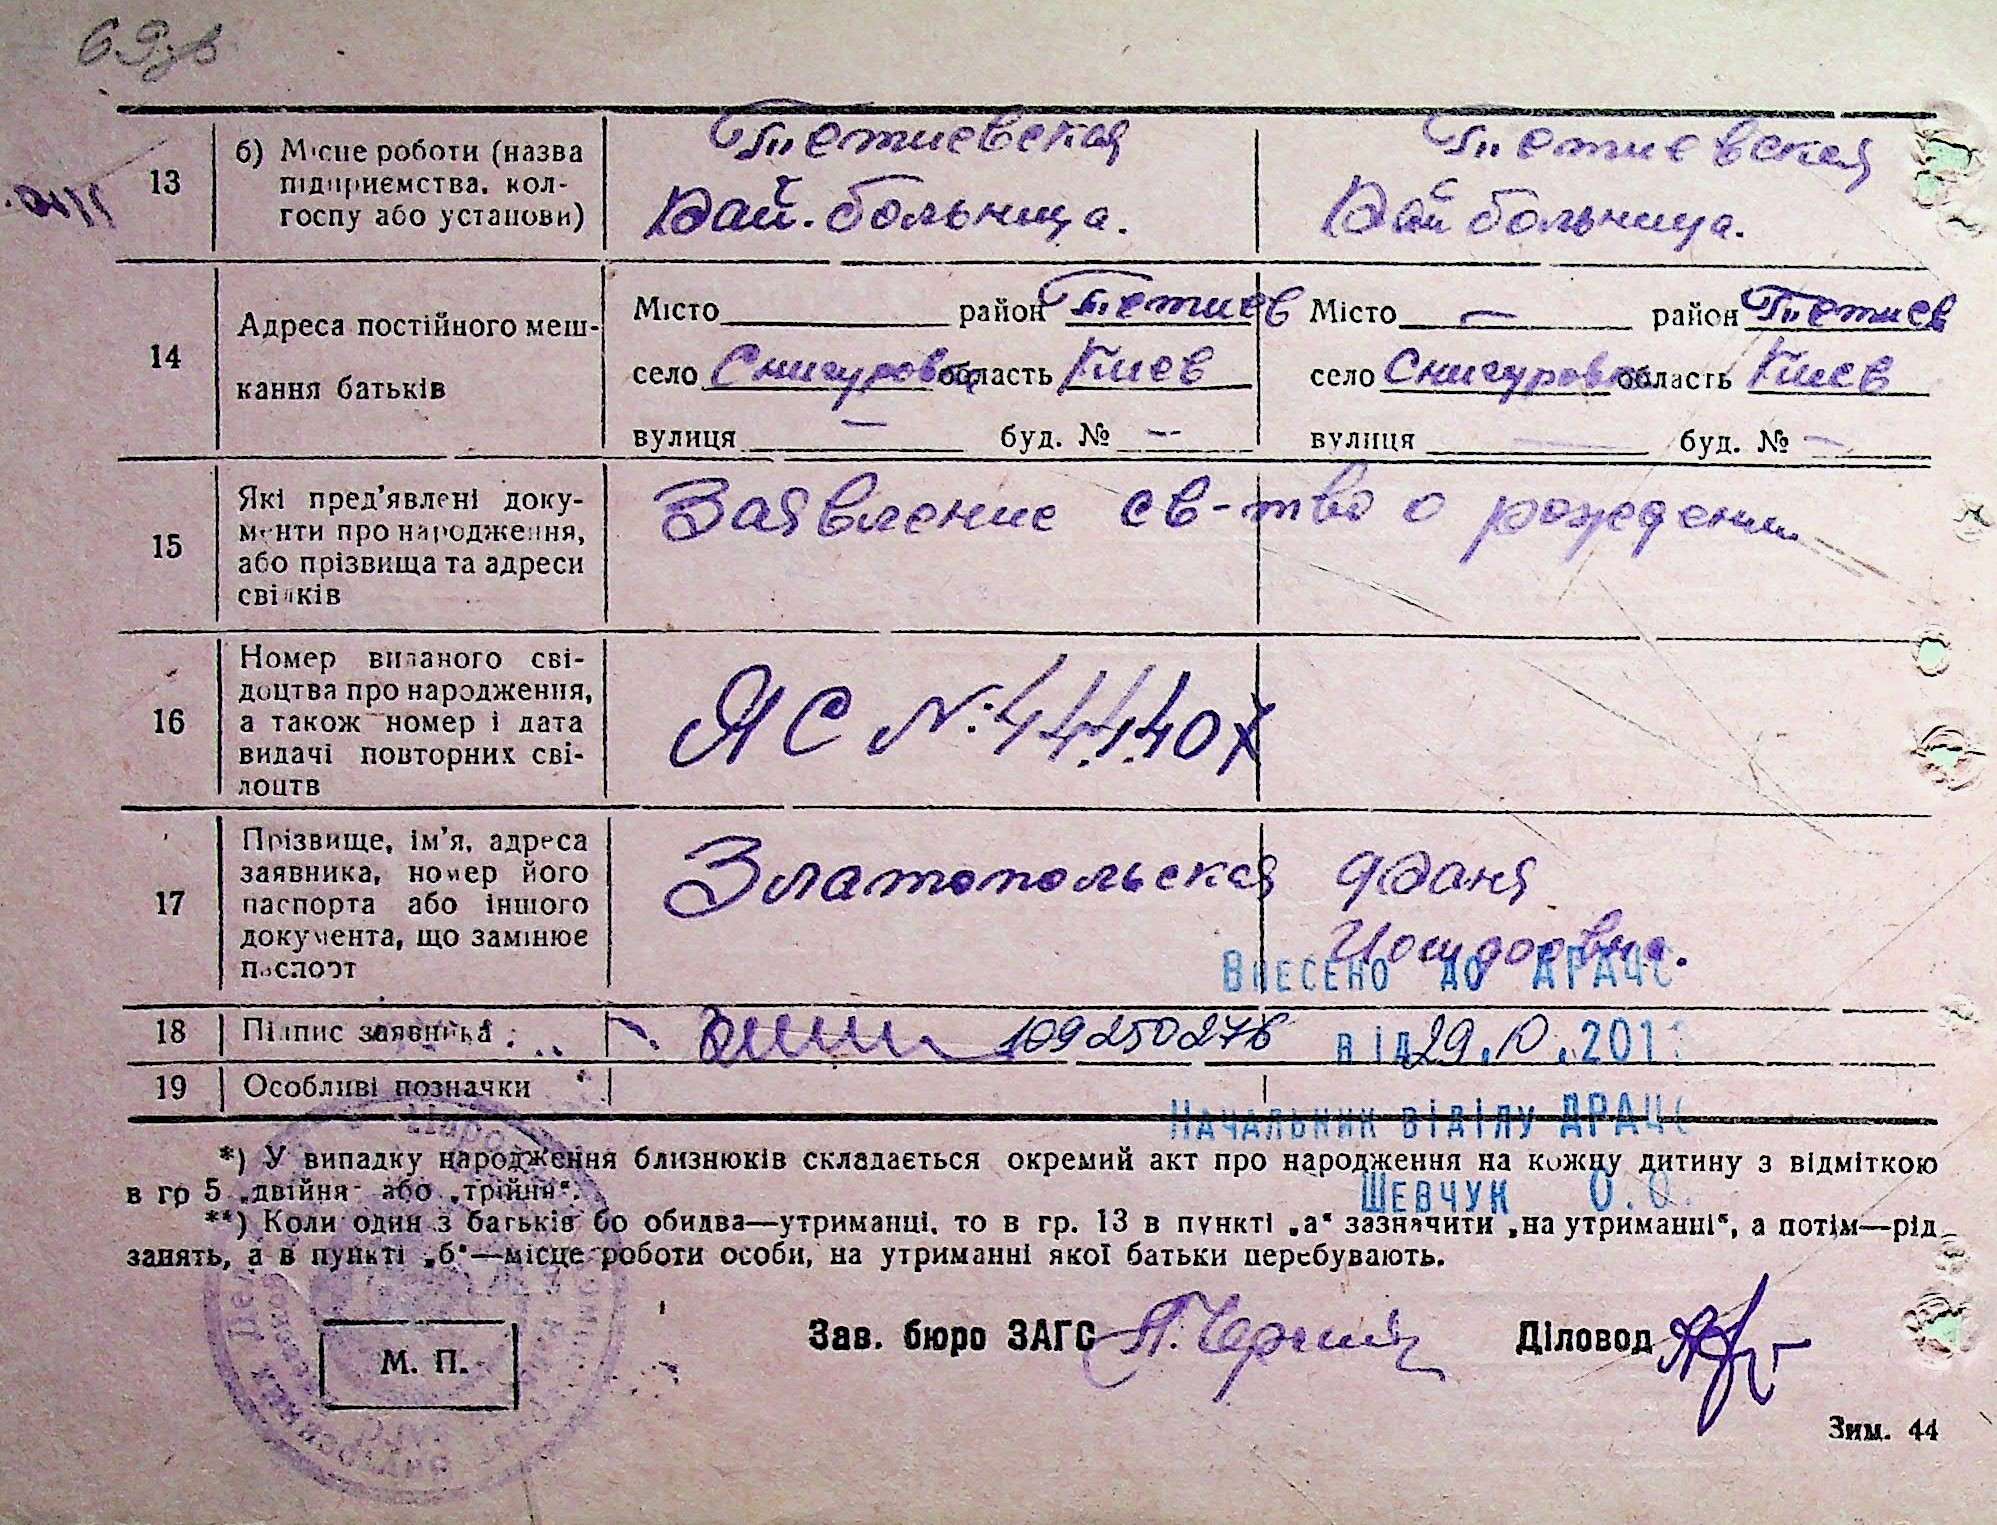 69зв
13
б) Місце роботи (назва
підприємства, кол-
госпу або установи)
Тетиевская
Рай. больница.
Тетиевская
Рай больница.
14
Адреса постійного меш-
кання батьків
Місто район Тетиев
село Снигуровка область Киев
вулиця — буд. № —
Місто — район Тетиев
село Снигуровка область Киев
вулиця буд. № —
15
Які пред'явлені доку-
менти про народження,
або прізвища та адреси
свідків
Заявление св-тво о рождении
16
Номер виданого сві-
доцтва про народження,
а також номер і дата
видачі повторних сві-
доцтв
ЯС №: 444407
17
Прізвище, ім'я, адреса
заявника, номер його
паспорта або іншого
документа, що замінює
паспорт
Златопольская
Внесено до ДРАЦС
18
Підпис заявника
109250276
від 29.10.201
19
Особливі позначки
Начальник відділу ДРАЦС
*) У випадку народження близнюків складається окремий акт про народження на кожну дитину з відміткою
в гр 5 „двійня" або „трійня".
Шевчук О.О.
**) Коли один з батьків бо обидва—утриманці, то в гр. 13 в пункті „а" зазначити „на утриманні", а потім—рід
занять, а в пункті „б"—місце роботи особи, на утриманні якої батьки перебувають.
Зав. бюро ЗАГС
Діловод
М. П.
Зим. 44